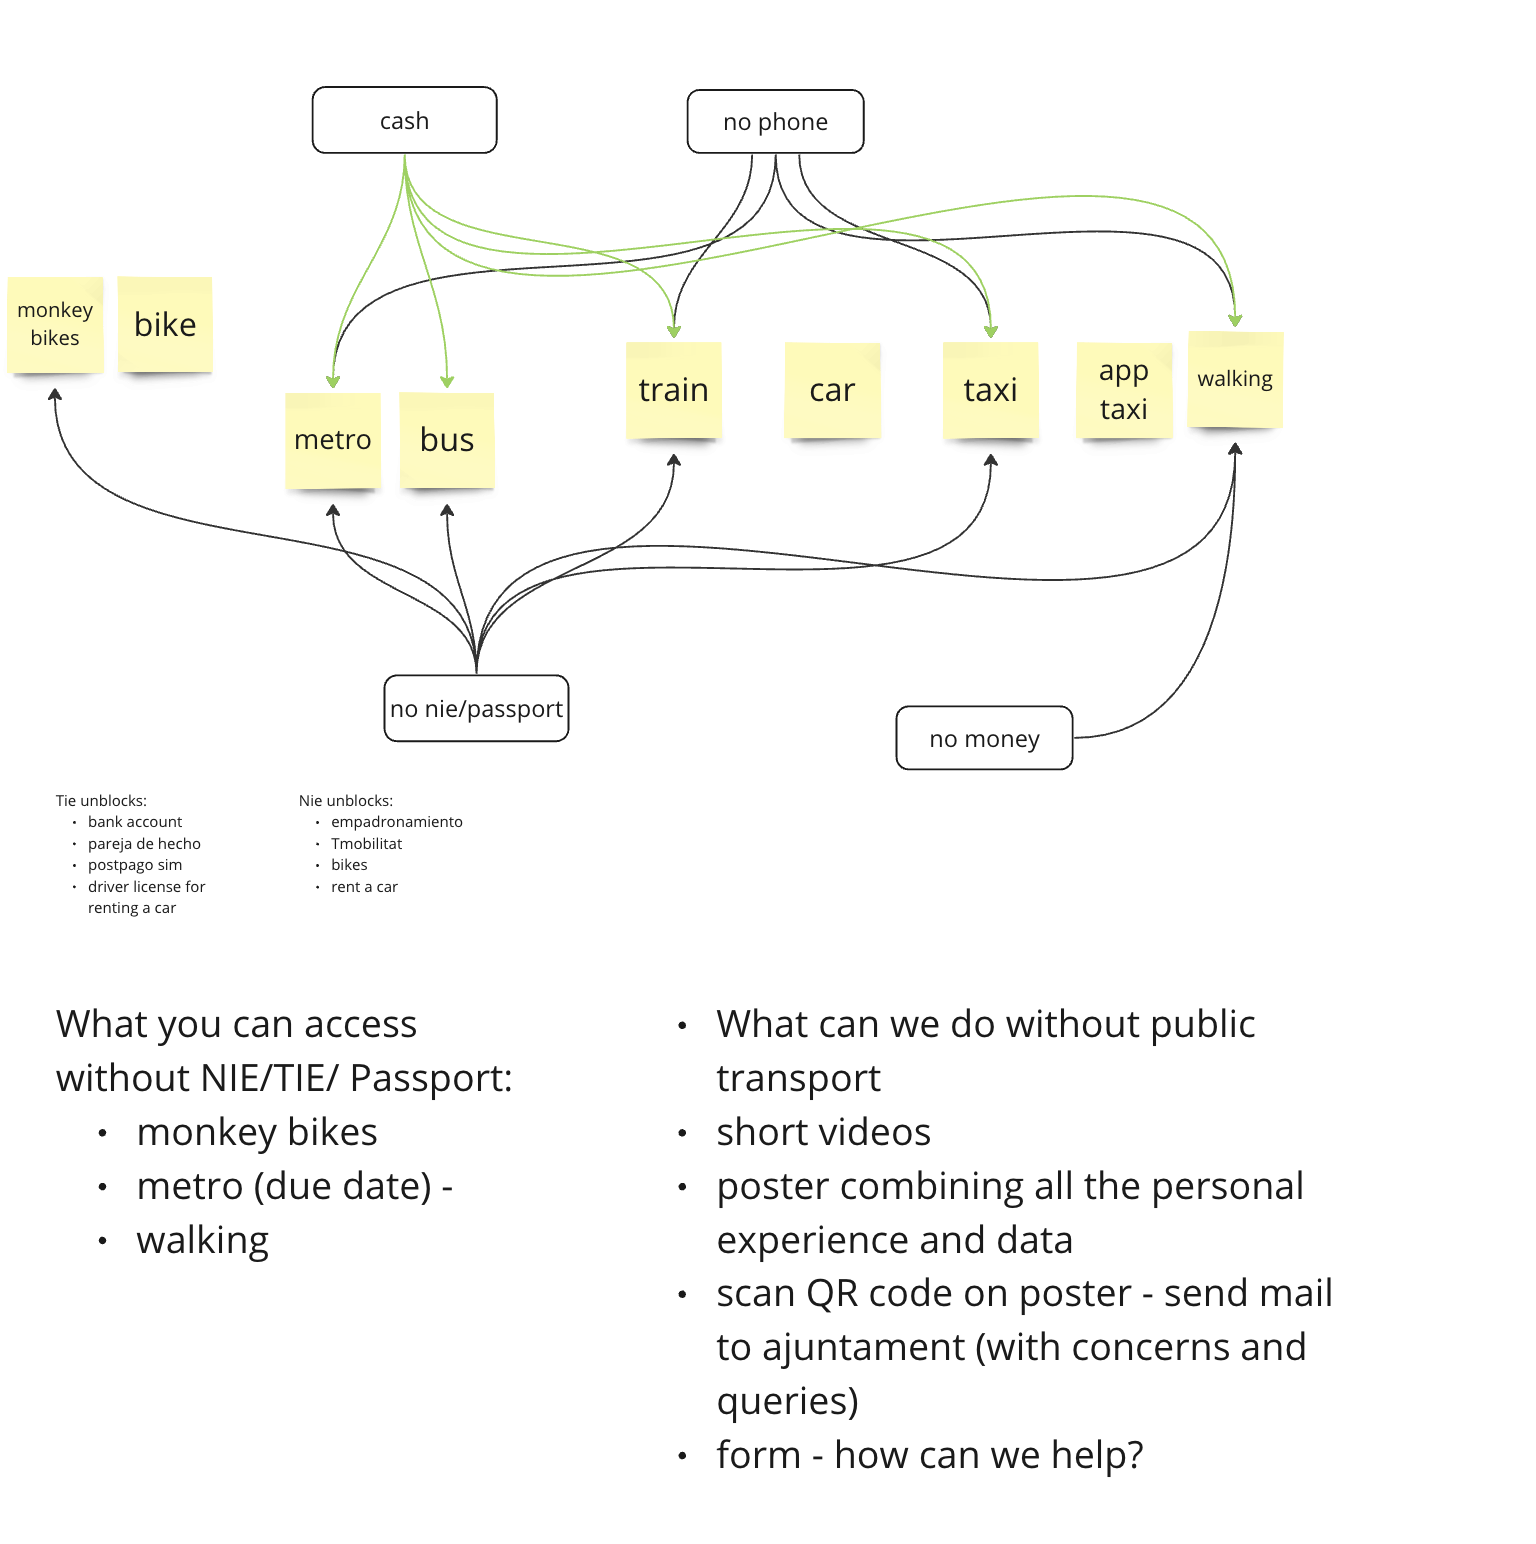 cash
no phone
monkey
bikes
bike
metro
bus
train
car
taxi
app
taxi
walking
no nie/passport
no money
Tie unblocks:
• bank account
• pareja de hecho
• postpago sim
• driver license for
renting a car
Nie unblocks:
• empadronamiento
• Tmobilitat
• bikes
• rent a car
What you can access
without NIE/TIE/ Passport:
• monkey bikes
• metro (due date) -
• walking
• What can we do without public
transport
• short videos
• poster combining all the personal
experience and data
• scan QR code on poster - send mail
to ajuntament (with concerns and
queries)
• form - how can we help?